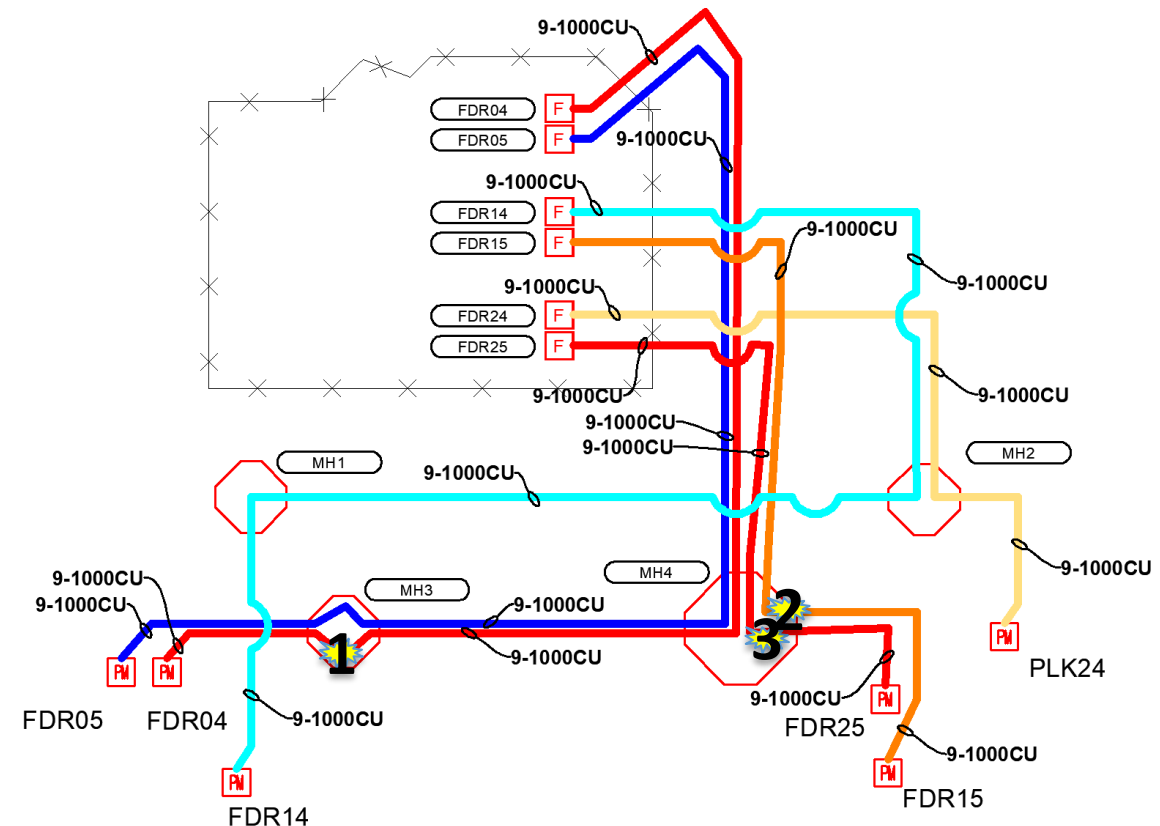 9-1000CU
FDR04
F
FDR05
F
9-1000CU
9-1000CU
FDR14
F
FDR15
F
9-1000CU
9-1000CU
9-1000CU
FDR24
F
FDR25
F
9-1000CU
9-1000CU
9-1000CU
9-1000CU
MH1
MH2
9-1000CU
MH4
9-1000CU
9-1000CU
MH3
9-1000CU
9-1000CU
2
3
1
9-1000CU
PM
PM
PM
PLK24
9-1000CU
PM
FDR05
FDR04
9-1000CU
FDR25
9-1000CU
PM
PM
FDR14
FDR15